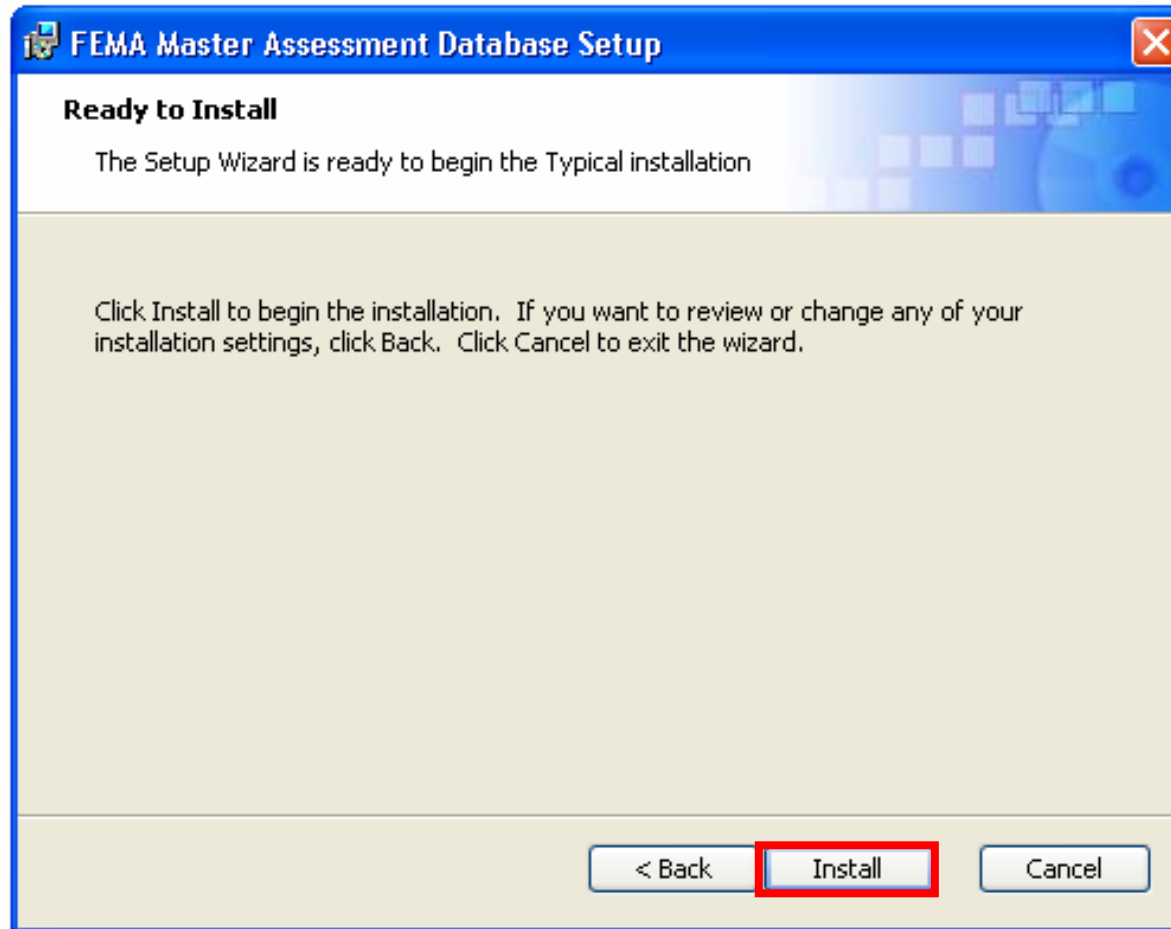 FEMA Master Assessment Database Setup
Ready to Install
The Setup Wizard is ready to begin the Typical installation
Click Install to begin the installation.  If you want to review or change any of your
installation settings, click Back.  Click Cancel to exit the wizard.
< Back Install Cancel